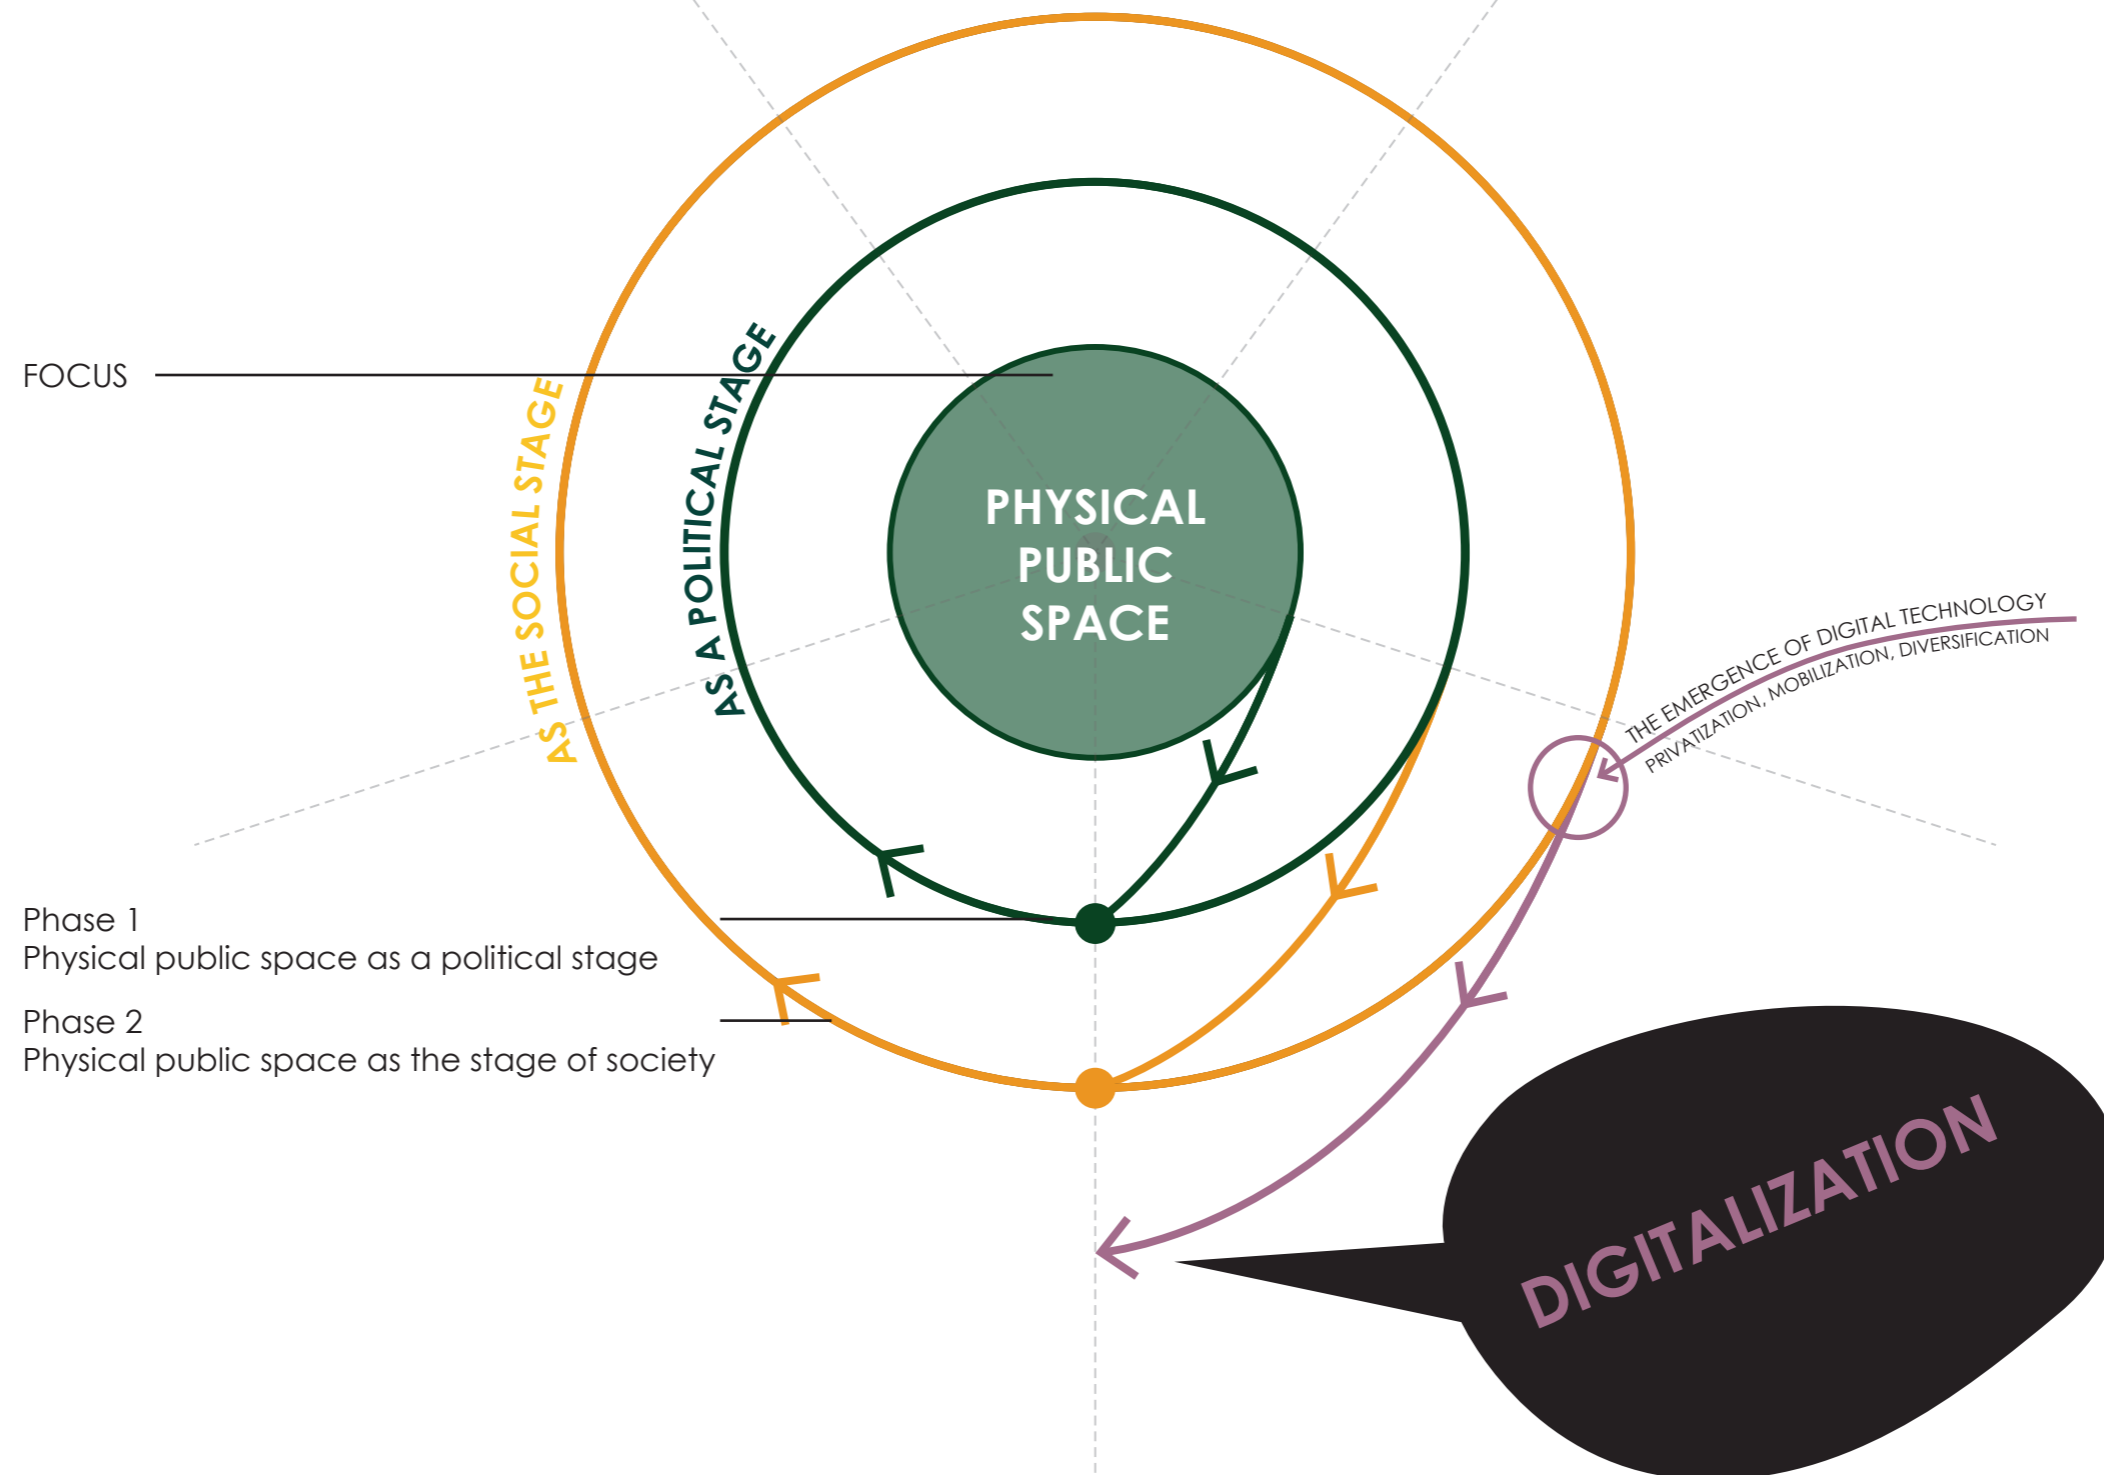 FOCUS
AS THE SOCIAL STAGE
AS A POLITICAL STAGE
PHYSICAL
PUBLIC
SPACE
THE EMERGENCE OF DIGITAL TECHNOLOGY
PRIVATIZATION, MOBILIZATION, DIVERSIFICATION
Phase 1
Physical public space as a political stage
Phase 2
Physical public space as the stage of society
DIGITALIZATION